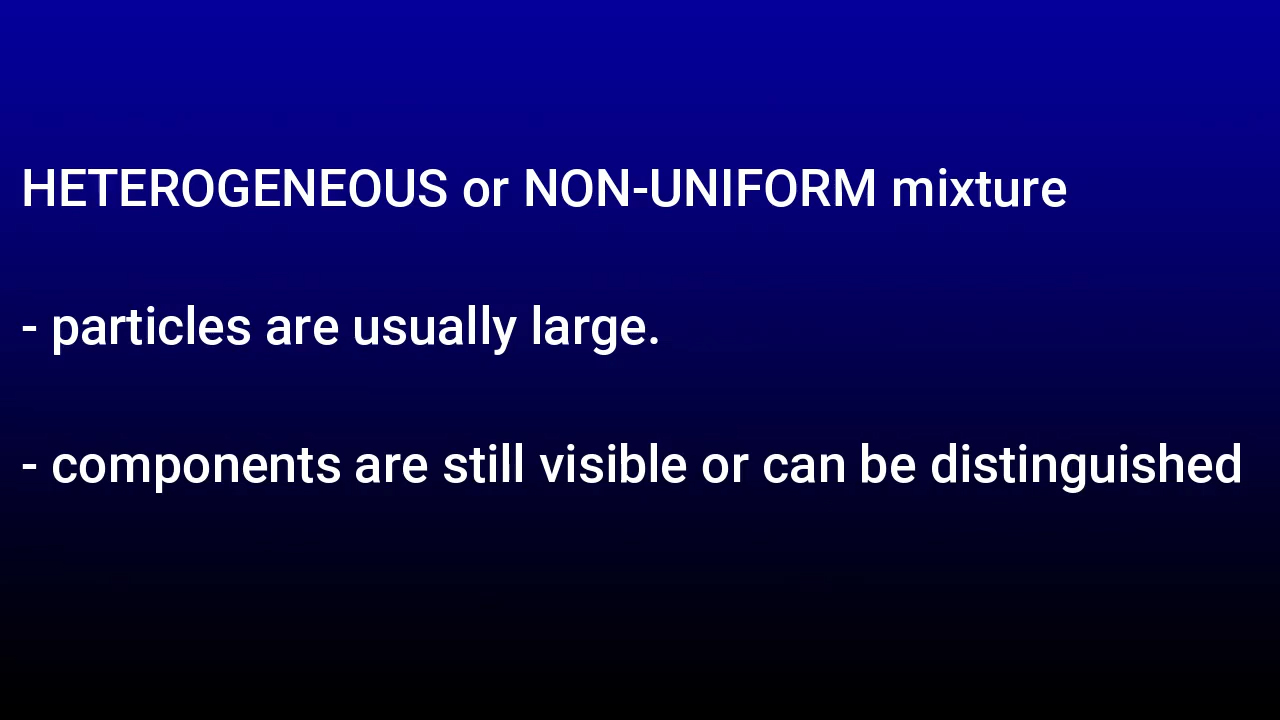 HETEROGENEOUS or NON-UNIFORM mixture
- particles are usually large.
- components are still visible or can be distinguished